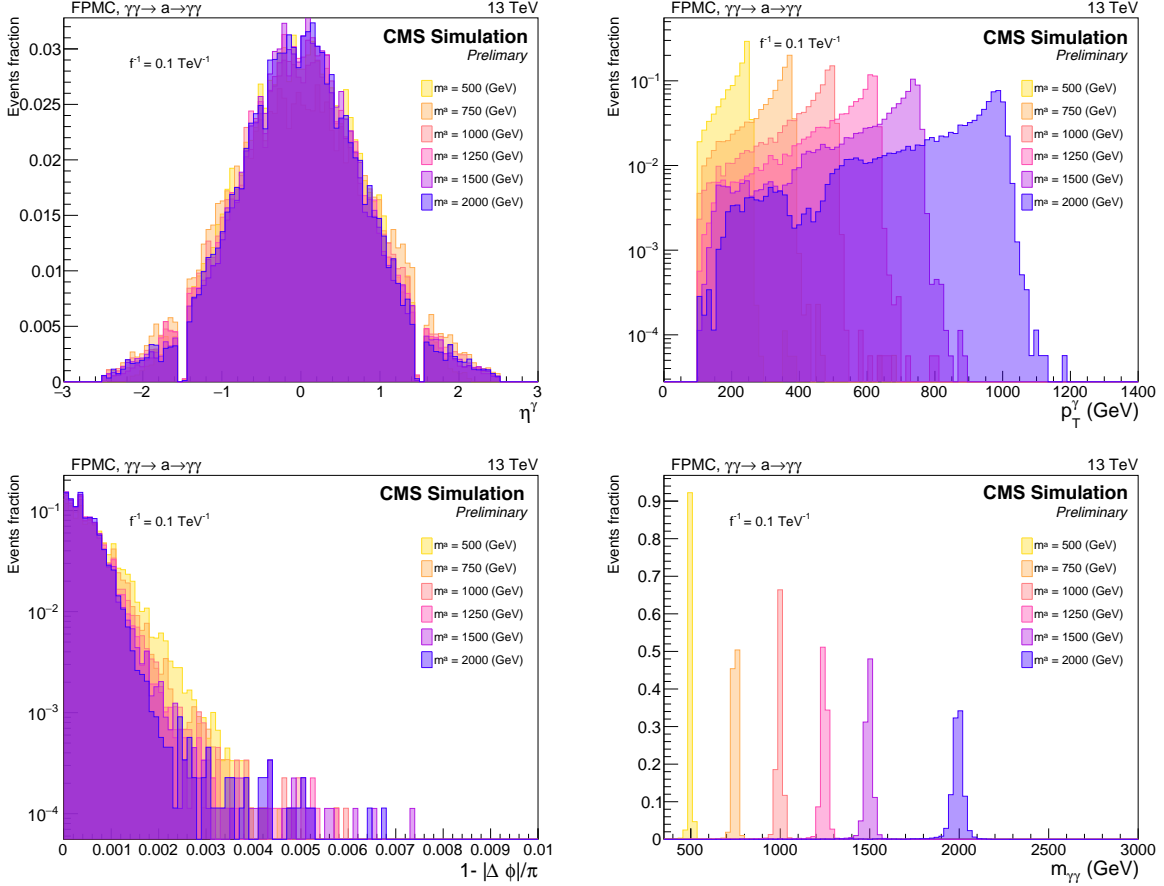 FPMC, γγ→ a→γγ 13 TeV
CMS Simulation
Prelimary
f⁻¹ = 0.1 TeV⁻¹
mᵃ = 500 (GeV)
mᵃ = 750 (GeV)
mᵃ = 1000 (GeV)
mᵃ = 1250 (GeV)
mᵃ = 1500 (GeV)
mᵃ = 2000 (GeV)
Events fraction
0.03
0.025
0.02
0.015
0.01
0.005
0
−3 −2 −1 0 1 2 3
η^γ
FPMC, γγ→ a→γγ 13 TeV
CMS Simulation
Preliminary
f⁻¹ = 0.1 TeV⁻¹
mᵃ = 500 (GeV)
mᵃ = 750 (GeV)
mᵃ = 1000 (GeV)
mᵃ = 1250 (GeV)
mᵃ = 1500 (GeV)
mᵃ = 2000 (GeV)
Events fraction
10⁻¹
10⁻²
10⁻³
10⁻⁴
0 200 400 600 800 1000 1200 1400
p_T^γ (GeV)
FPMC, γγ→ a→γγ 13 TeV
CMS Simulation
Preliminary
f⁻¹ = 0.1 TeV⁻¹
mᵃ = 500 (GeV)
mᵃ = 750 (GeV)
mᵃ = 1000 (GeV)
mᵃ = 1250 (GeV)
mᵃ = 1500 (GeV)
mᵃ = 2000 (GeV)
Events fraction
10⁻¹
10⁻²
10⁻³
10⁻⁴
0 0.001 0.002 0.003 0.004 0.005 0.006 0.007 0.008 0.009 0.01
1- |Δ ϕ|/π
FPMC, γγ→ a→γγ 13 TeV
CMS Simulation
Preliminary
f⁻¹ = 0.1 TeV⁻¹
mᵃ = 500 (GeV)
mᵃ = 750 (GeV)
mᵃ = 1000 (GeV)
mᵃ = 1250 (GeV)
mᵃ = 1500 (GeV)
mᵃ = 2000 (GeV)
Events fraction
0.9
0.8
0.7
0.6
0.5
0.4
0.3
0.2
0.1
0
500 1000 1500 2000 2500 3000
m_γγ (GeV)